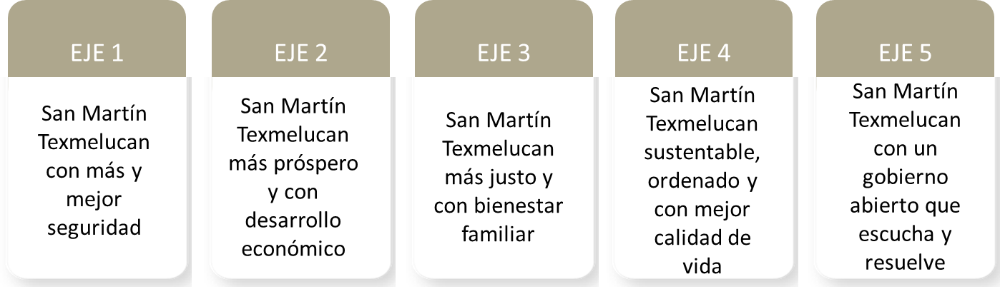 EJE 1
San Martín
Texmelucan
con más y
mejor
seguridad
EJE 2
San Martín
Texmelucan
más próspero
y con
desarrollo
económico
EJE 3
San Martín
Texmelucan
más justo y
con bienestar
familiar
EJE 4
San Martín
Texmelucan
sustentable,
ordenado y
con mejor
calidad de
vida
EJE 5
San Martín
Texmelucan
con un
gobierno
abierto que
escucha y
resuelve